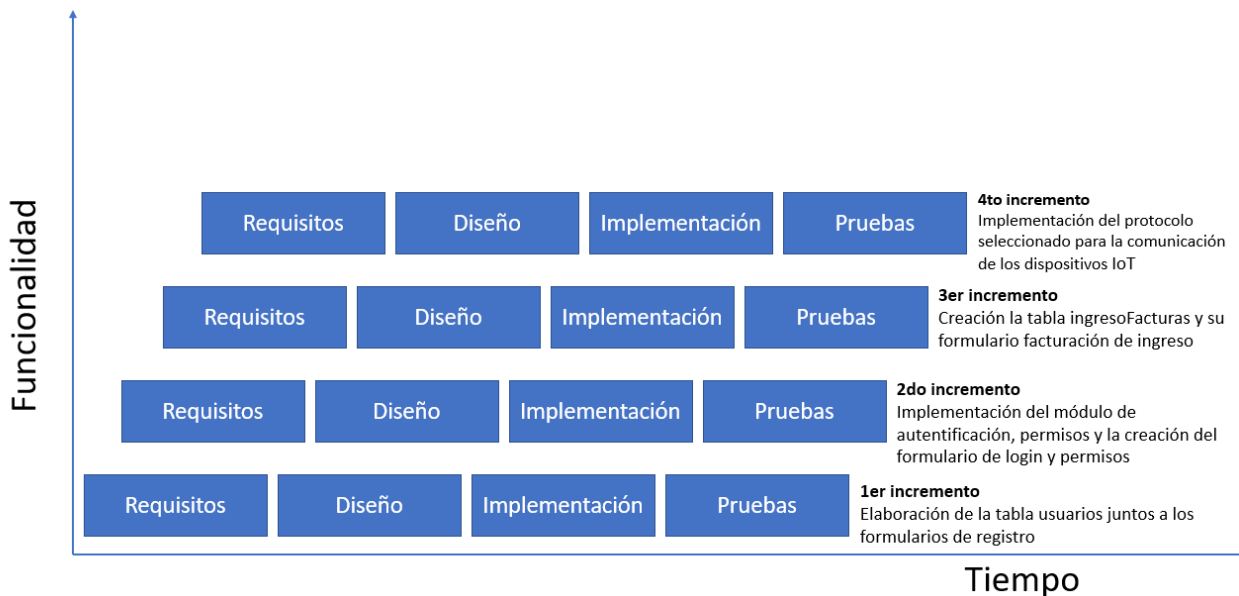 Funcionalidad
Requisitos
Diseño
Implementación
Pruebas
4to incremento
Implementación del protocolo
seleccionado para la comunicación
de los dispositivos IoT
Requisitos
Diseño
Implementación
Pruebas
3er incremento
Creación la tabla ingresoFacturas y su
formulario facturación de ingreso
Requisitos
Diseño
Implementación
Pruebas
2do incremento
Implementación del módulo de
autentificación, permisos y la creación del
formulario de login y permisos
Requisitos
Diseño
Implementación
Pruebas
1er incremento
Elaboración de la tabla usuarios juntos a los
formularios de registro
Tiempo